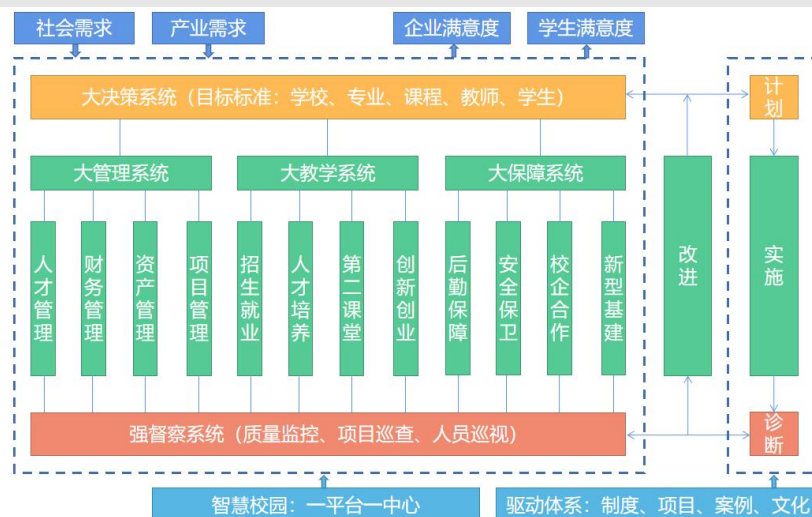 社会需求
产业需求
企业满意度
学生满意度
大决策系统（目标标准：学校、专业、课程、教师、学生）
计划
大管理系统
大教学系统
大保障系统
人才管理
财务管理
资产管理
项目管理
招生就业
人才培养
第二课堂
创新创业
后勤保障
安全保卫
校企合作
新型基建
改进
实施
强督察系统（质量监控、项目巡查、人员巡视）
诊断
智慧校园：一平台一中心
驱动体系：制度、项目、案例、文化